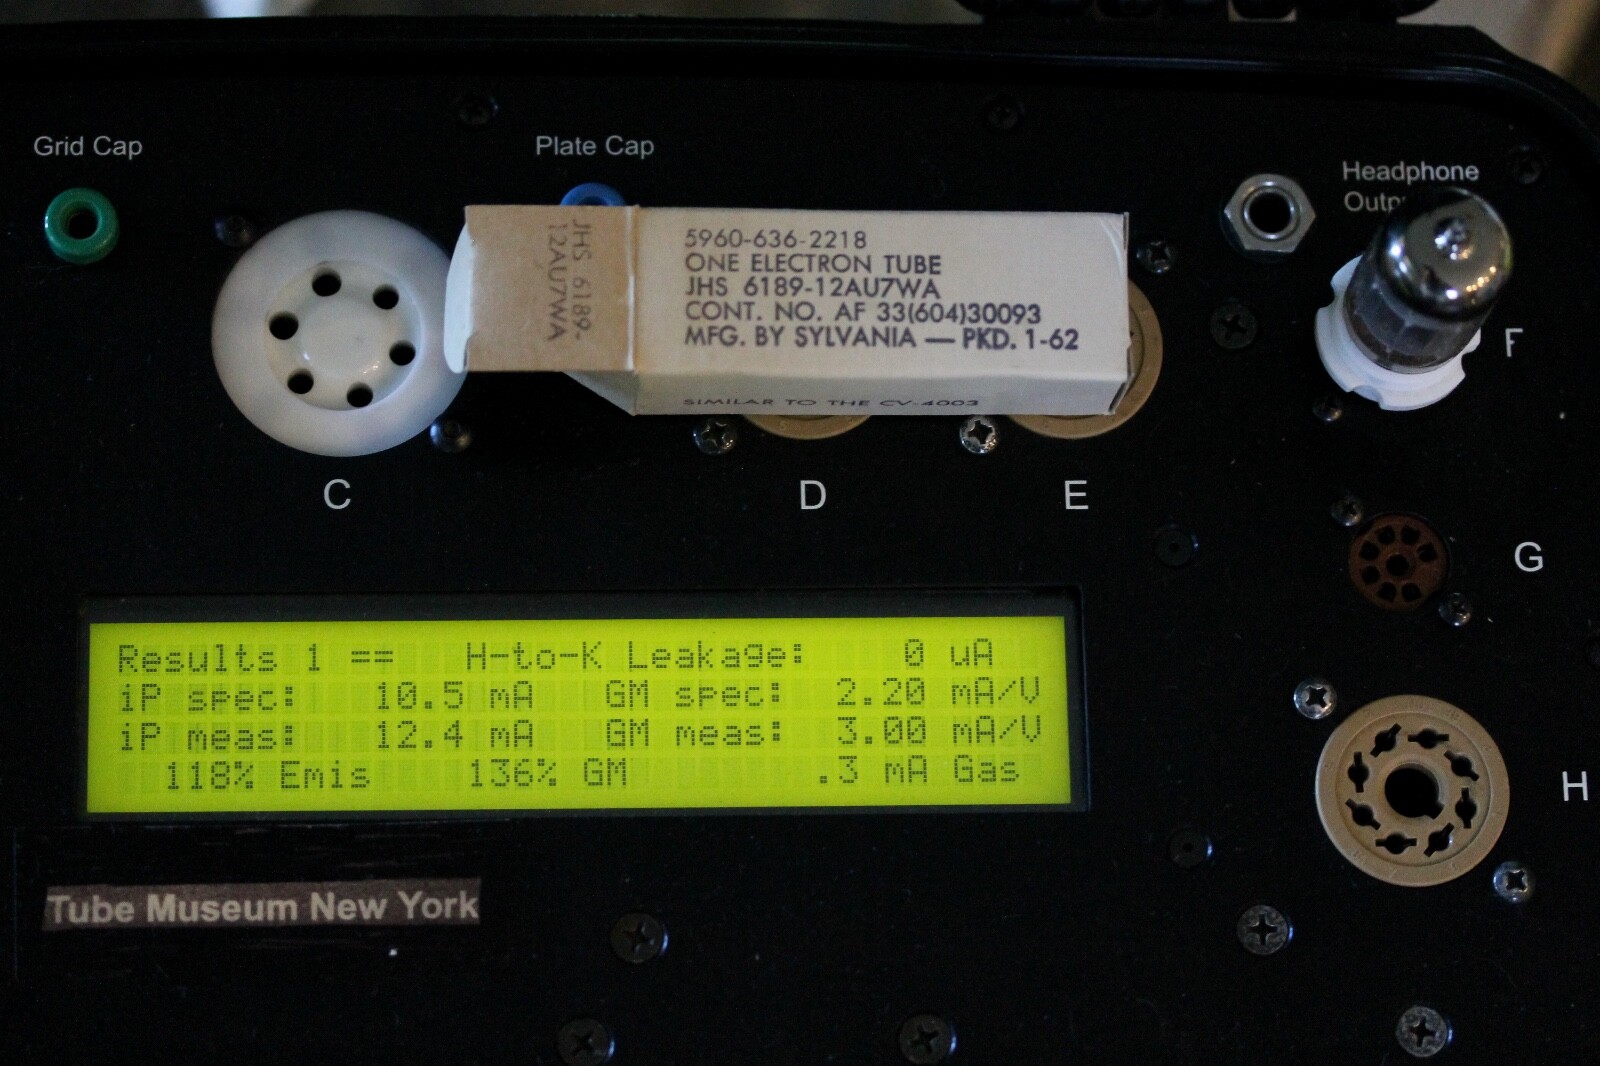 Grid Cap
Plate Cap
Headphone
JHS 6189-
12AU7WA
5960-636-2218
ONE ELECTRON TUBE
JHS 6189-12AU7WA
CONT. NO. AF 33(604)30093
MFG. BY SYLVANIA — PKD. 1-62
SIMILAR TO THE CV-4003
F
C
D
E
G
Results 1 == H-to-K Leakage: 0 uA
iP spec: 10.5 mA GM spec: 2.20 mA/V
iP meas: 12.4 mA GM meas: 3.00 mA/V
118% Emis 136% GM .3 mA Gas
H
Tube Museum New York